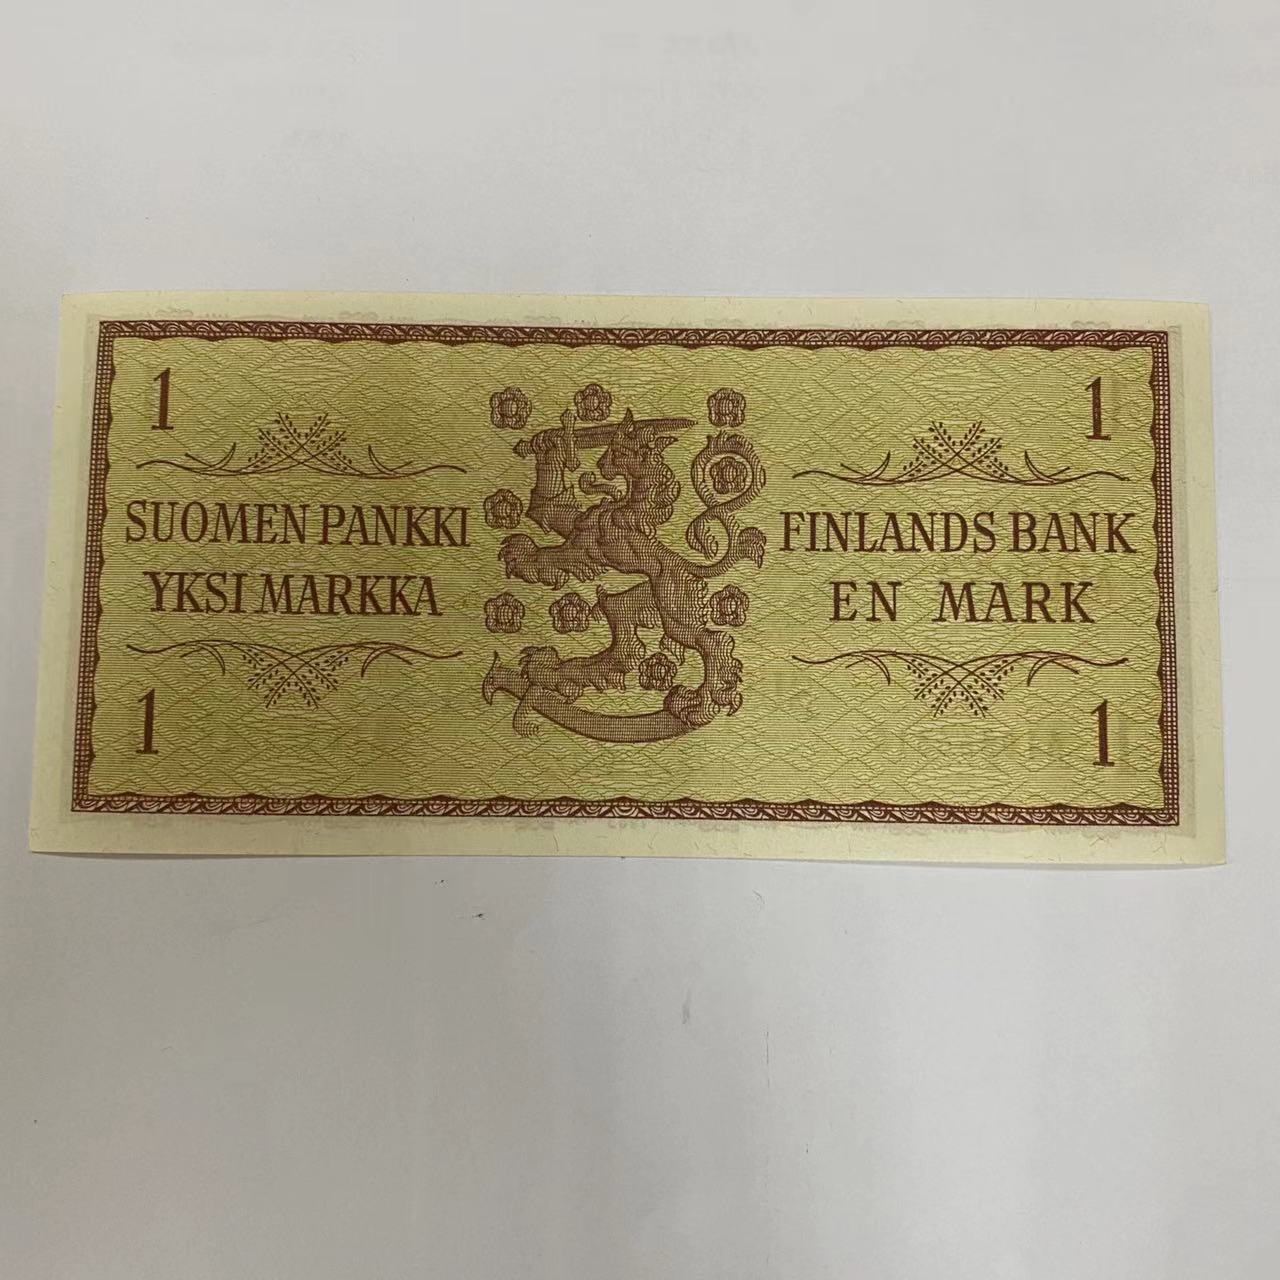 1 1
SUOMEN PANKKI
YKSI MARKKA
FINLANDS BANK
EN MARK
1 1